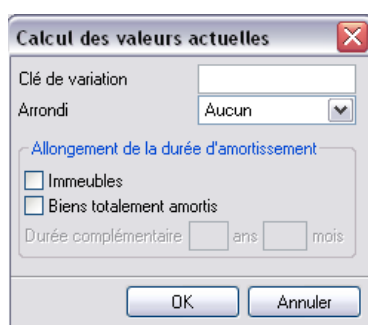 Calcul des valeurs actuelles
Clé de variation
Arrondi Aucun
Allongement de la durée d'amortissement
Immeubles
Biens totalement amortis
Durée complémentaire ans mois
OK Annuler